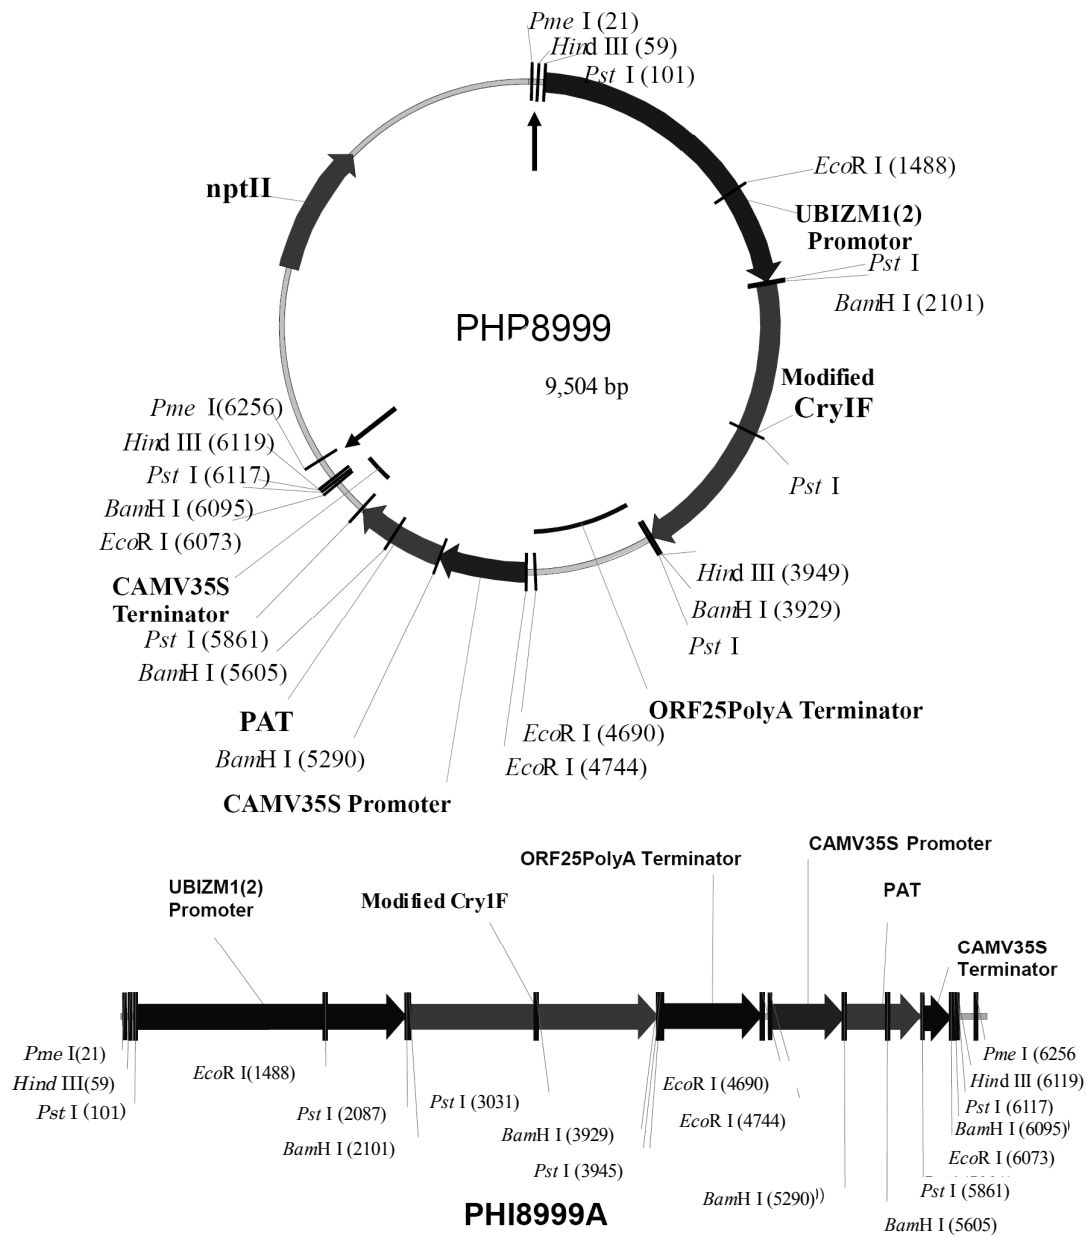 Pme I (21)
Hind III (59)
Pst I (101)
EcoR I (1488)
nptII
UBIZM1(2)
Promotor
Pst I
BamH I (2101)
PHP8999
9,504 bp
Modified
CryIF
Pme I(6256)
Hind III (6119)
Pst I (6117)
Pst I
BamH I (6095)
EcoR I (6073)
Hind III (3949)
CAMV35S
Terninator
BamH I (3929)
Pst I (5861)
Pst I
BamH I (5605)
ORF25PolyA Terminator
PAT
EcoR I (4690)
BamH I (5290)
EcoR I (4744)
CAMV35S Promoter
CAMV35S Promoter
ORF25PolyA Terminator
UBIZM1(2)
Promoter
Modified Cry1F
PAT
CAMV35S
Terminator
Pme I(21)
Hind III(59)
Pst I (101)
EcoR I(1488)
Pst I (2087)
BamH I (2101)
Pst I (3031)
BamH I (3929)
Pst I (3945)
EcoR I (4690)
EcoR I (4744)
BamH I (5290))
Pme I (6256
Hind III (6119)
Pst I (6117)
BamH I (6095)
EcoR I (6073)
Pst I (5861)
BamH I (5605)
PHI8999A